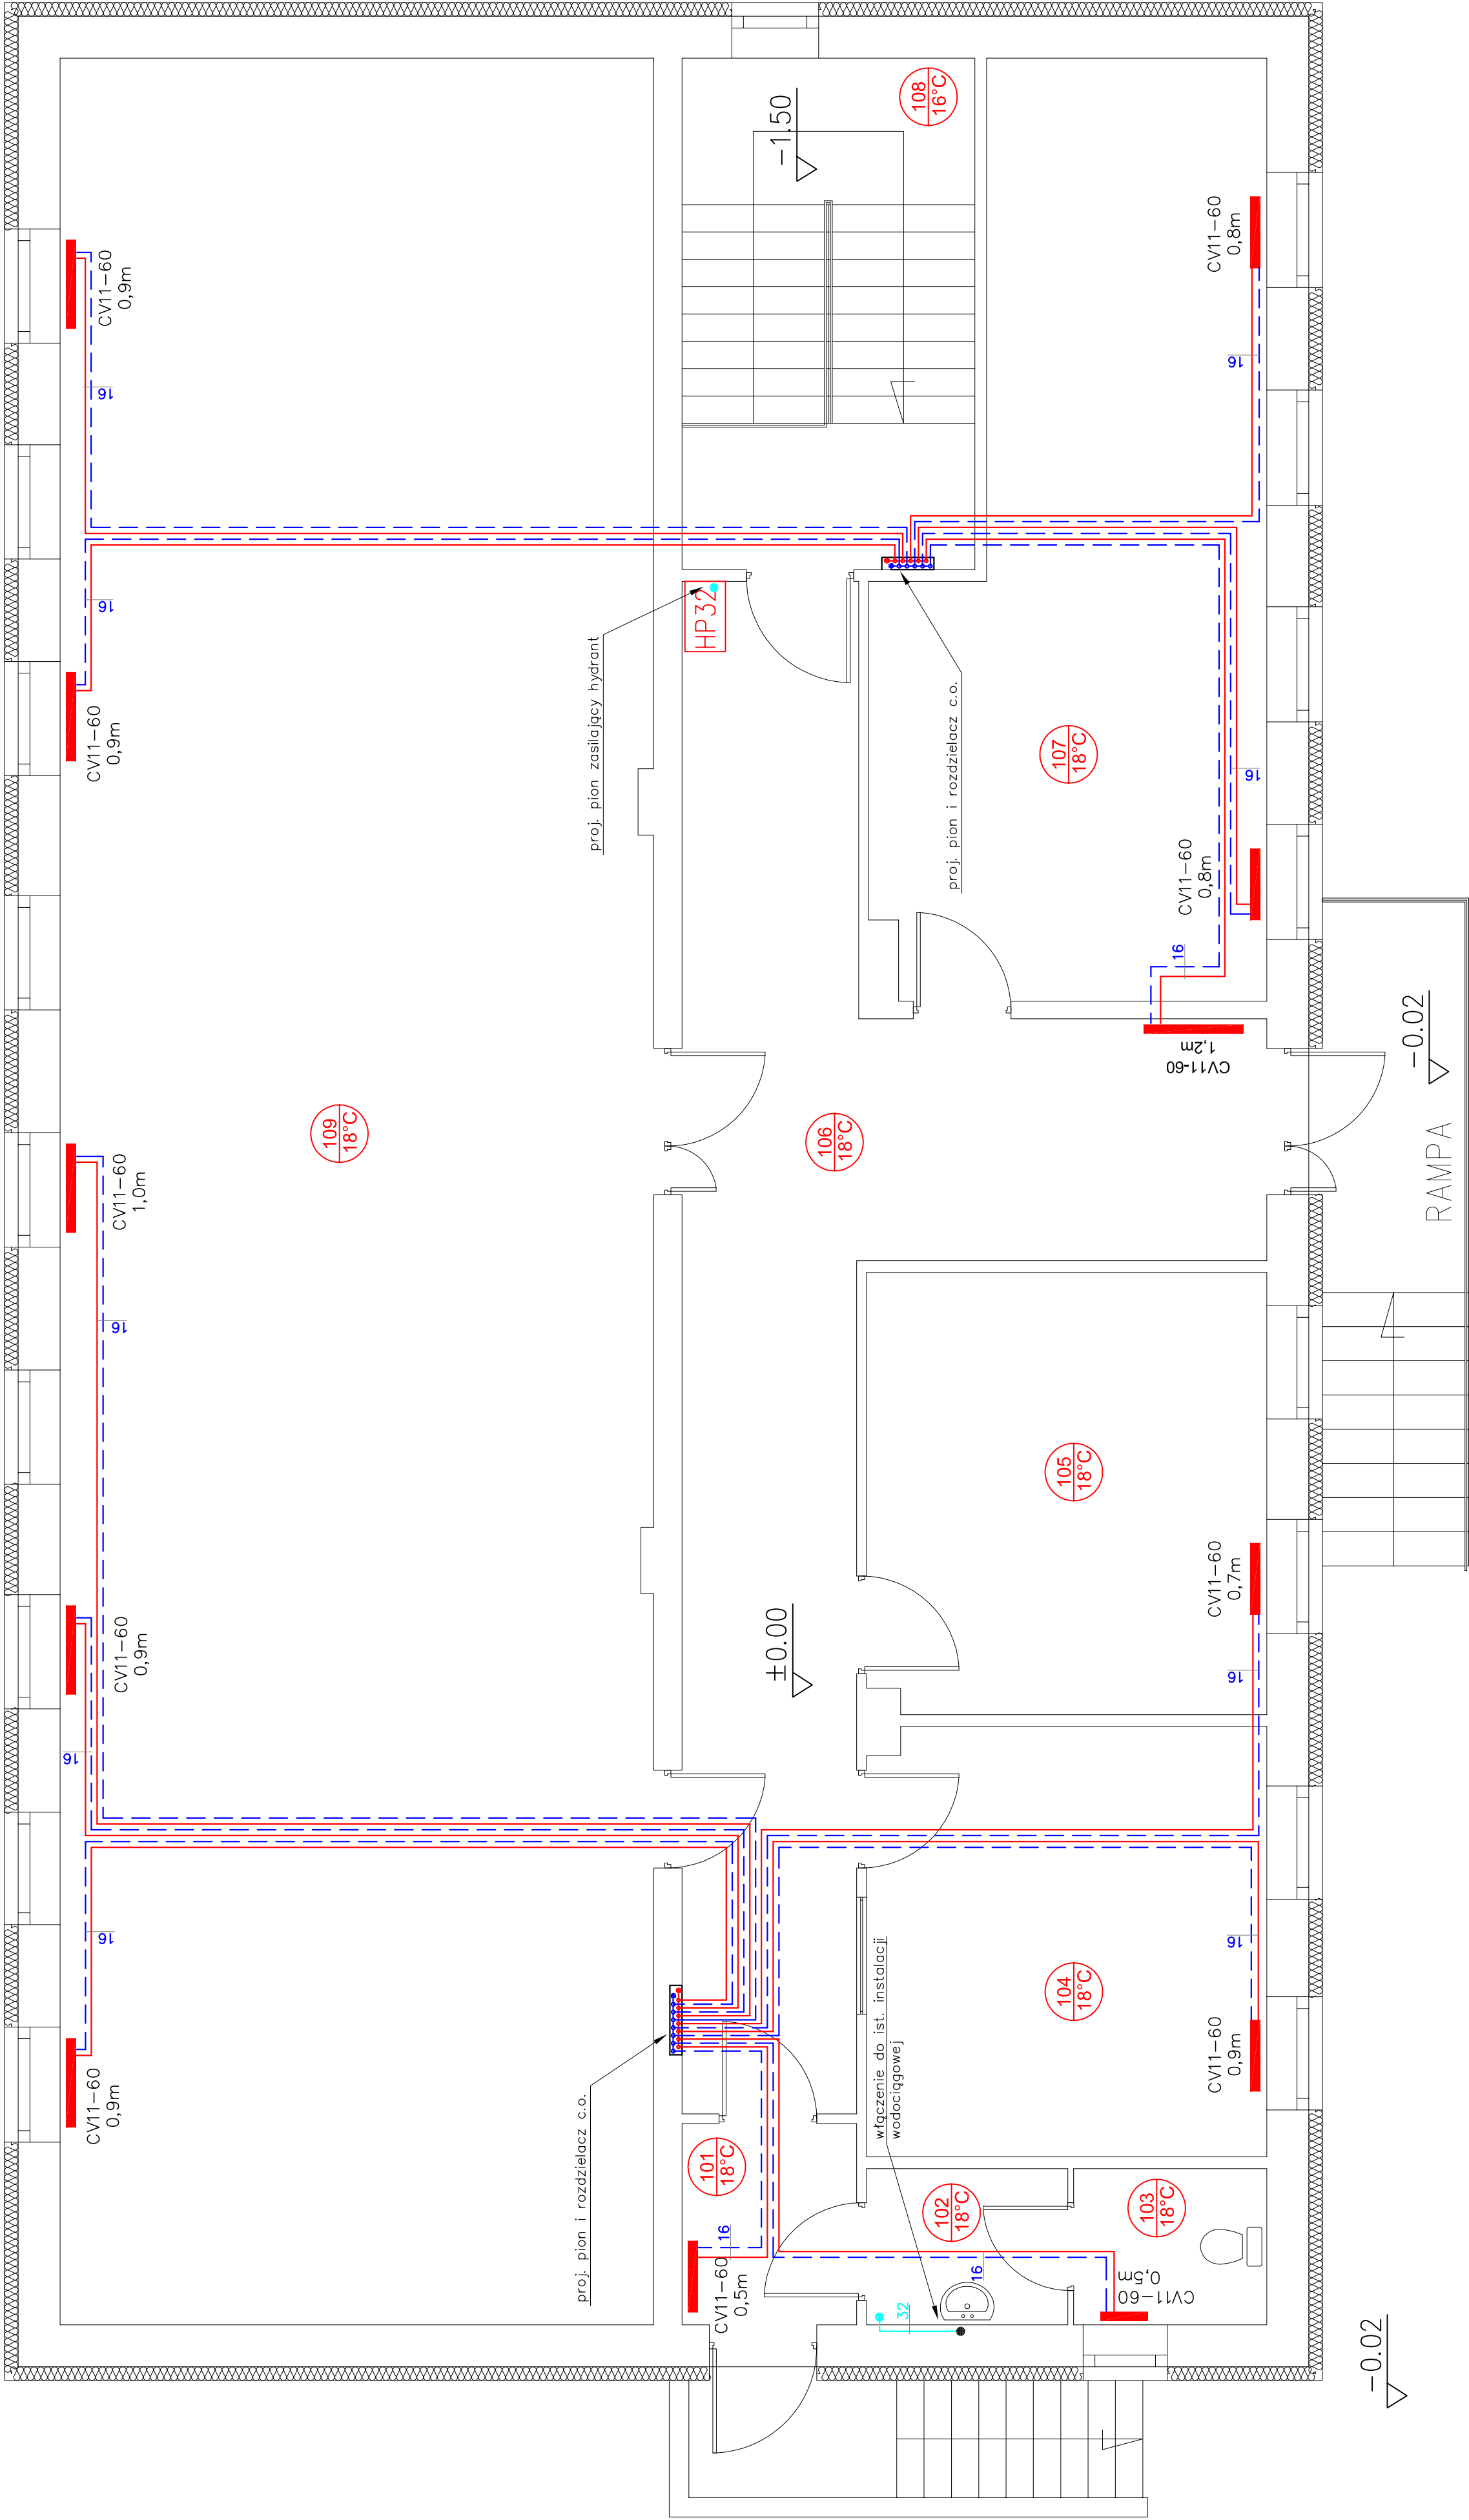 108
16°C
-1.50
CV11-60
0,9m
16
CV11-60
0,8m
16
16
HP32
proj. pion zasilający hydrant
CV11-60
0,9m
proj. pion i rozdzielacz c.o.
107
18°C
16
CV11-60
0,8m
16
CV11-60
1,2m
-0.02
RAMPA
109
18°C
106
18°C
CV11-60
1,0m
16
105
18°C
CV11-60
0,7m
16
±0.00
CV11-60
0,9m
16
16
16
104
18°C
CV11-60
0,9m
włączenie do ist. instalacji
wodociągowej
CV11-60
0,9m
proj. pion i rozdzielacz c.o.
101
18°C
102
18°C
103
18°C
16
CV11-60
0,5m
16
CV11-60
0,5m
32
-0.02